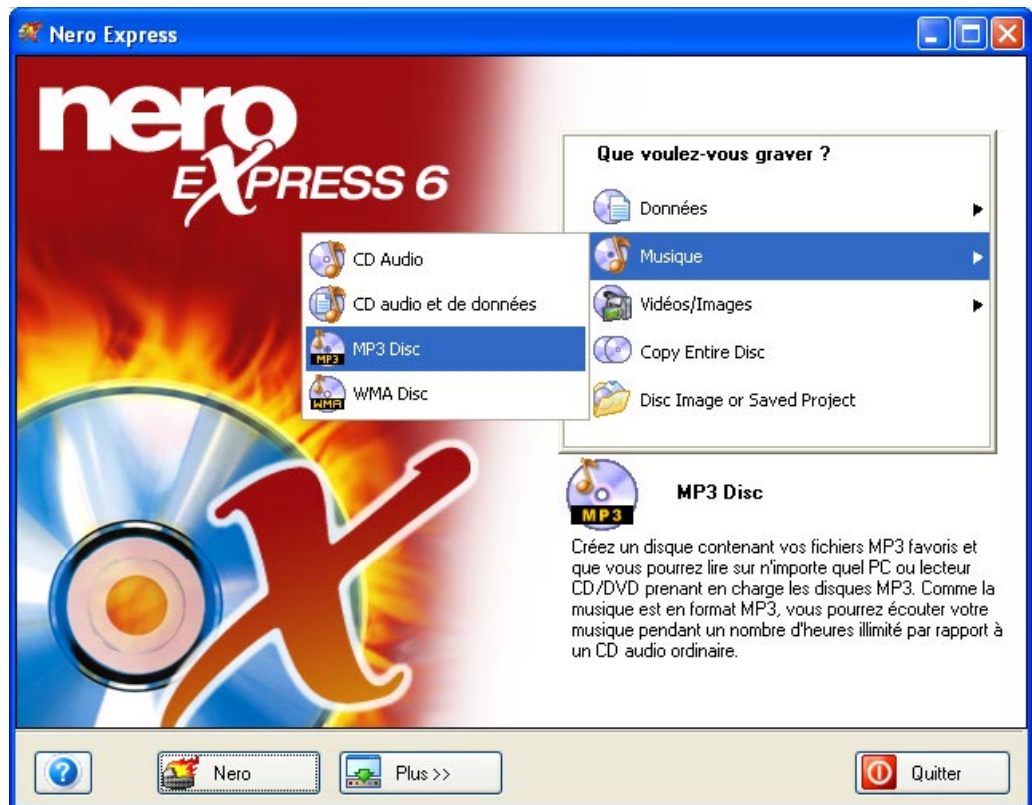 Nero Express
nero
EXPRESS 6
Que voulez-vous graver ?
Données
Musique
Vidéos/Images
Copy Entire Disc
Disc Image or Saved Project
CD Audio
CD audio et de données
MP3 MP3 Disc
WMA WMA Disc
MP3 MP3 Disc
Créez un disque contenant vos fichiers MP3 favoris et
que vous pourrez lire sur n'importe quel PC ou lecteur
CD/DVD prenant en charge les disques MP3. Comme la
musique est en format MP3, vous pourrez écouter votre
musique pendant un nombre d'heures illimité par rapport à
un CD audio ordinaire.
? Nero Plus >> Quitter